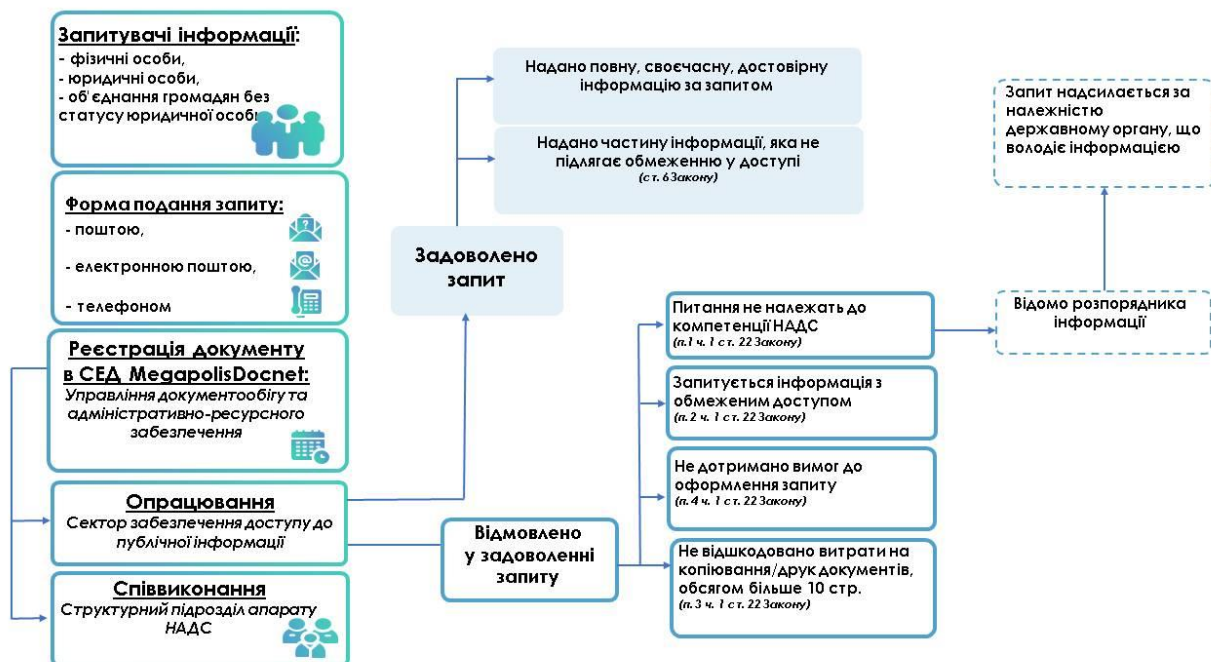 Запитувачі інформації:
- фізичні особи,
- юридичні особи,
- об'єднання громадян без
статусу юридичної особи
Форма подання запиту:
- поштою,
- електронною поштою,
- телефоном
Реєстрація документу
в СЕД MegapolisDocnet:
Управління документообігу та
адміністративно-ресурсного
забезпечення
Опрацювання
Сектор забезпечення доступу до
публічної інформації
Співвиконання
Структурний підрозділ апарату
НАДС
Надано повну, своєчасну, достовірну
інформацію за запитом
Надано частину інформації, яка не
підлягає обмеженню у доступі
(ст. 6 Закону)
Задоволено
запит
Відмовлено
у задоволенні
запиту
Питання не належать до
компетенції НАДС
(п.1 ч. 1 ст. 22 Закону)
Запитується інформація з
обмеженим доступом
(п. 2 ч. 1 ст. 22 Закону)
Не дотримано вимог до
оформлення запиту
(п. 4 ч. 1 ст. 22 Закону)
Не відшкодовано витрати на
копіювання/друк документів,
обсягом більше 10 стр.
(п. 3 ч. 1 ст. 22 Закону)
Запит надсилається за
належністю
державному органу, що
володіє інформацією
Відомо розпорядника
інформації